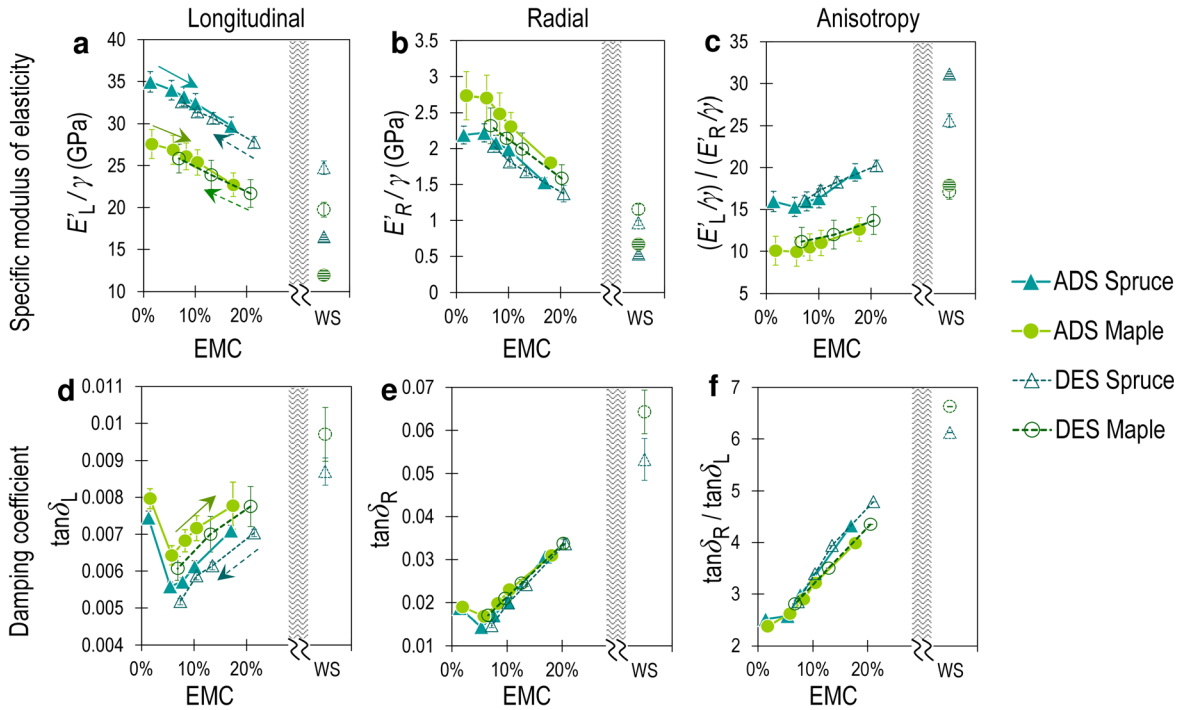 Longitudinal
Radial
Anisotropy
Specific modulus of elasticity
a
E'L / γ (GPa)
40
35
30
25
20
15
10
0% 10% 20% WS
EMC
b
E'R / γ (GPa)
3.5
3
2.5
2
1.5
1
0.5
0
0% 10% 20% WS
EMC
c
(E'L/γ) / (E'R/γ)
35
30
25
20
15
10
5
0% 10% 20% WS
EMC
ADS Spruce
ADS Maple
DES Spruce
DES Maple
Damping coefficient
d
tanδL
0.011
0.01
0.009
0.008
0.007
0.006
0.005
0.004
0% 10% 20% WS
EMC
e
tanδR
0.07
0.06
0.05
0.04
0.03
0.02
0.01
0% 10% 20% WS
EMC
f
tanδR / tanδL
7
6
5
4
3
2
0% 10% 20% WS
EMC